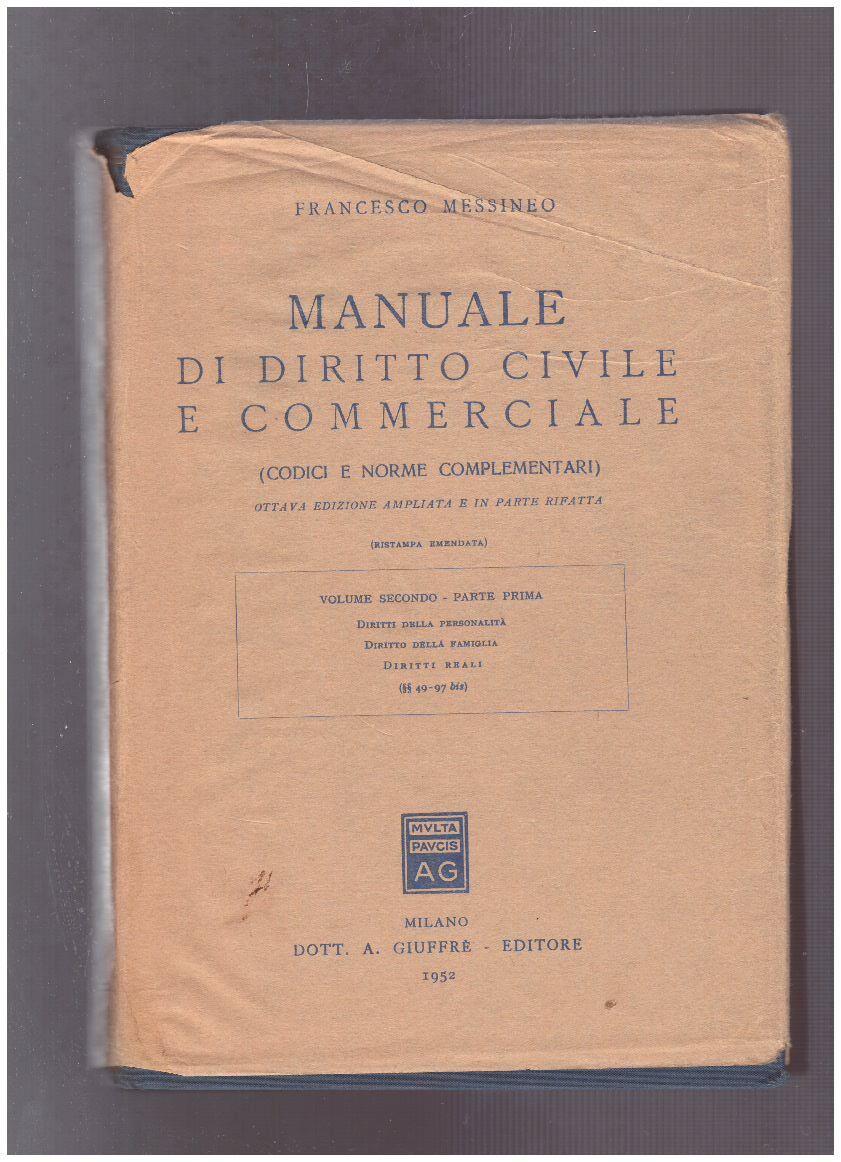 FRANCESCO MESSINEO
MANUALE
DI DIRITTO CIVILE
E COMMERCIALE
(CODICI E NORME COMPLEMENTARI)
OTTAVA EDIZIONE AMPLIATA E IN PARTE RIFATTA
(RISTAMPA EMENDATA)
VOLUME SECONDO - PARTE PRIMA
DIRITTI DELLA PERSONALITÀ
DIRITTO DELLA FAMIGLIA
DIRITTI REALI
(§§ 49-97 bis)
MVLTA
PAVCIS
AG
MILANO
DOTT. A. GIUFFRÈ - EDITORE
1952